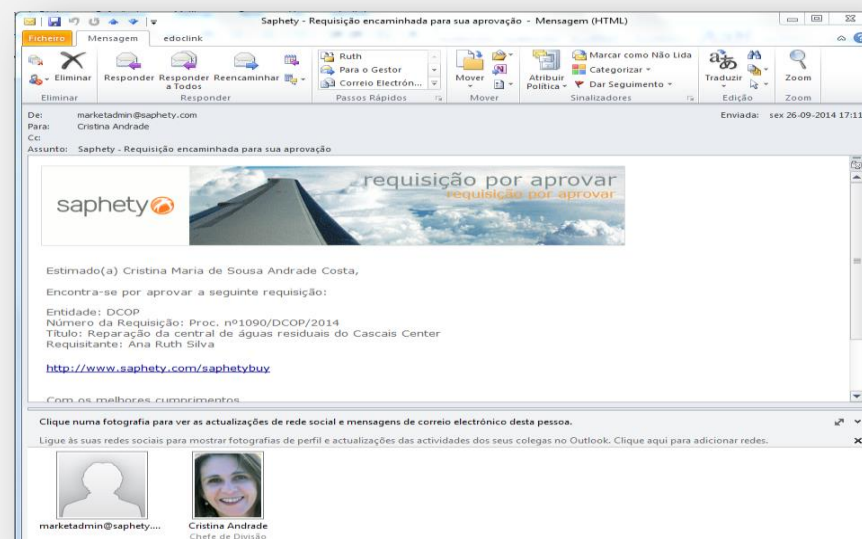 Saphety - Requisição encaminhada para sua aprovação - Mensagem (HTML)
Ficheiro Mensagem edoclink
Eliminar
Responder Responder a Todos Reencaminhar
Ruth
Para o Gestor
Correio Electrón...
Mover
Atribuir Política
Marcar como Não Lida
Categorizar
Dar Seguimento
Traduzir
Zoom
Eliminar Responder Passos Rápidos Mover Sinalizadores Edição Zoom
De: marketadmin@saphety.com Enviada: sex 26-09-2014 17:11
Para: Cristina Andrade
Cc:
Assunto: Saphety - Requisição encaminhada para sua aprovação
saphety
requisição por aprovar
requisição por aprovar
Estimado(a) Cristina Maria de Sousa Andrade Costa,
Encontra-se por aprovar a seguinte requisição:
Entidade: DCOP
Número da Requisição: Proc. nº1090/DCOP/2014
Título: Reparação da central de águas residuais do Cascais Center
Requisitante: Ana Ruth Silva
http://www.saphety.com/saphetybuy
Com os melhores cumprimentos
Clique numa fotografia para ver as actualizações de rede social e mensagens de correio electrónico desta pessoa.
Ligue às suas redes sociais para mostrar fotografias de perfil e actualizações das actividades dos seus colegas no Outlook. Clique aqui para adicionar redes.
marketadmin@saphety.... Cristina Andrade
Chefe de Divisão